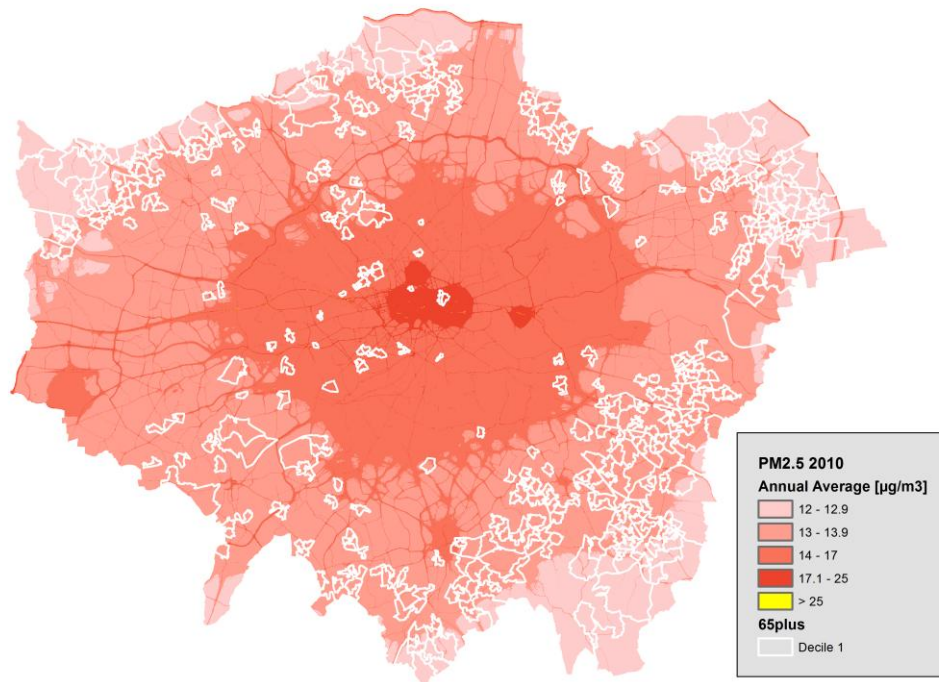 PM2.5 2010
Annual Average [µg/m3]
12 - 12.9
13 - 13.9
14 - 17
17.1 - 25
> 25
65plus
Decile 1